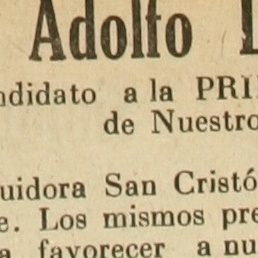 Adolfo L
ndidato a la PRI
de Nuestro
uidora San Cristó
e. Los mismos pre
a favorecer a nu